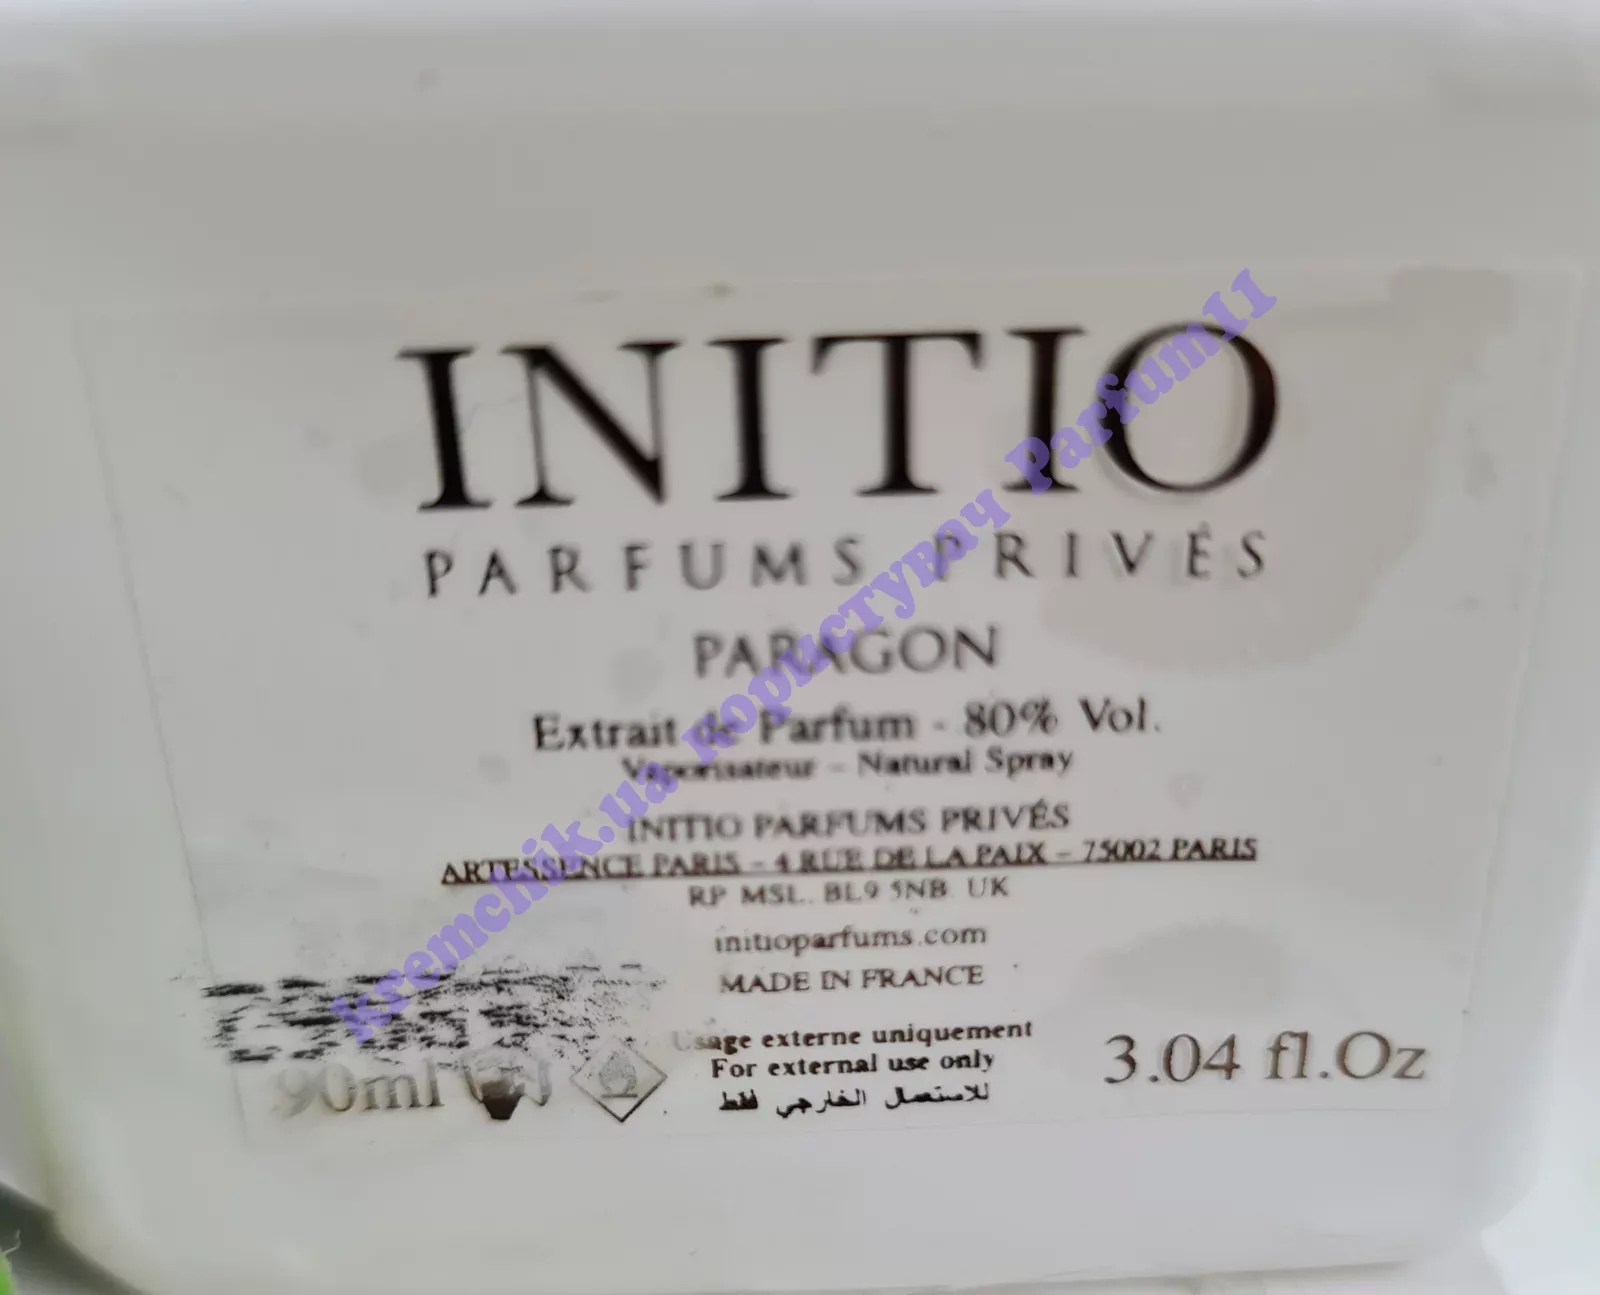 INITIO
PARFUMS PRIVÉS
PARAGON
Extrait de Parfum - 80% Vol.
Vaporisateur - Natural Spray
INITIO PARFUMS PRIVÉS
ARTESSENCE PARIS - 4 RUE DE LA PAIX - 75002 PARIS
RP MSL. BL9 5NB. UK
initioparfums.com
MADE IN FRANCE
Usage externe uniquement
For external use only
للاستعمال الخارجي فقط
90ml
3.04 fl.Oz
kremchik.ua користувач Parfum11